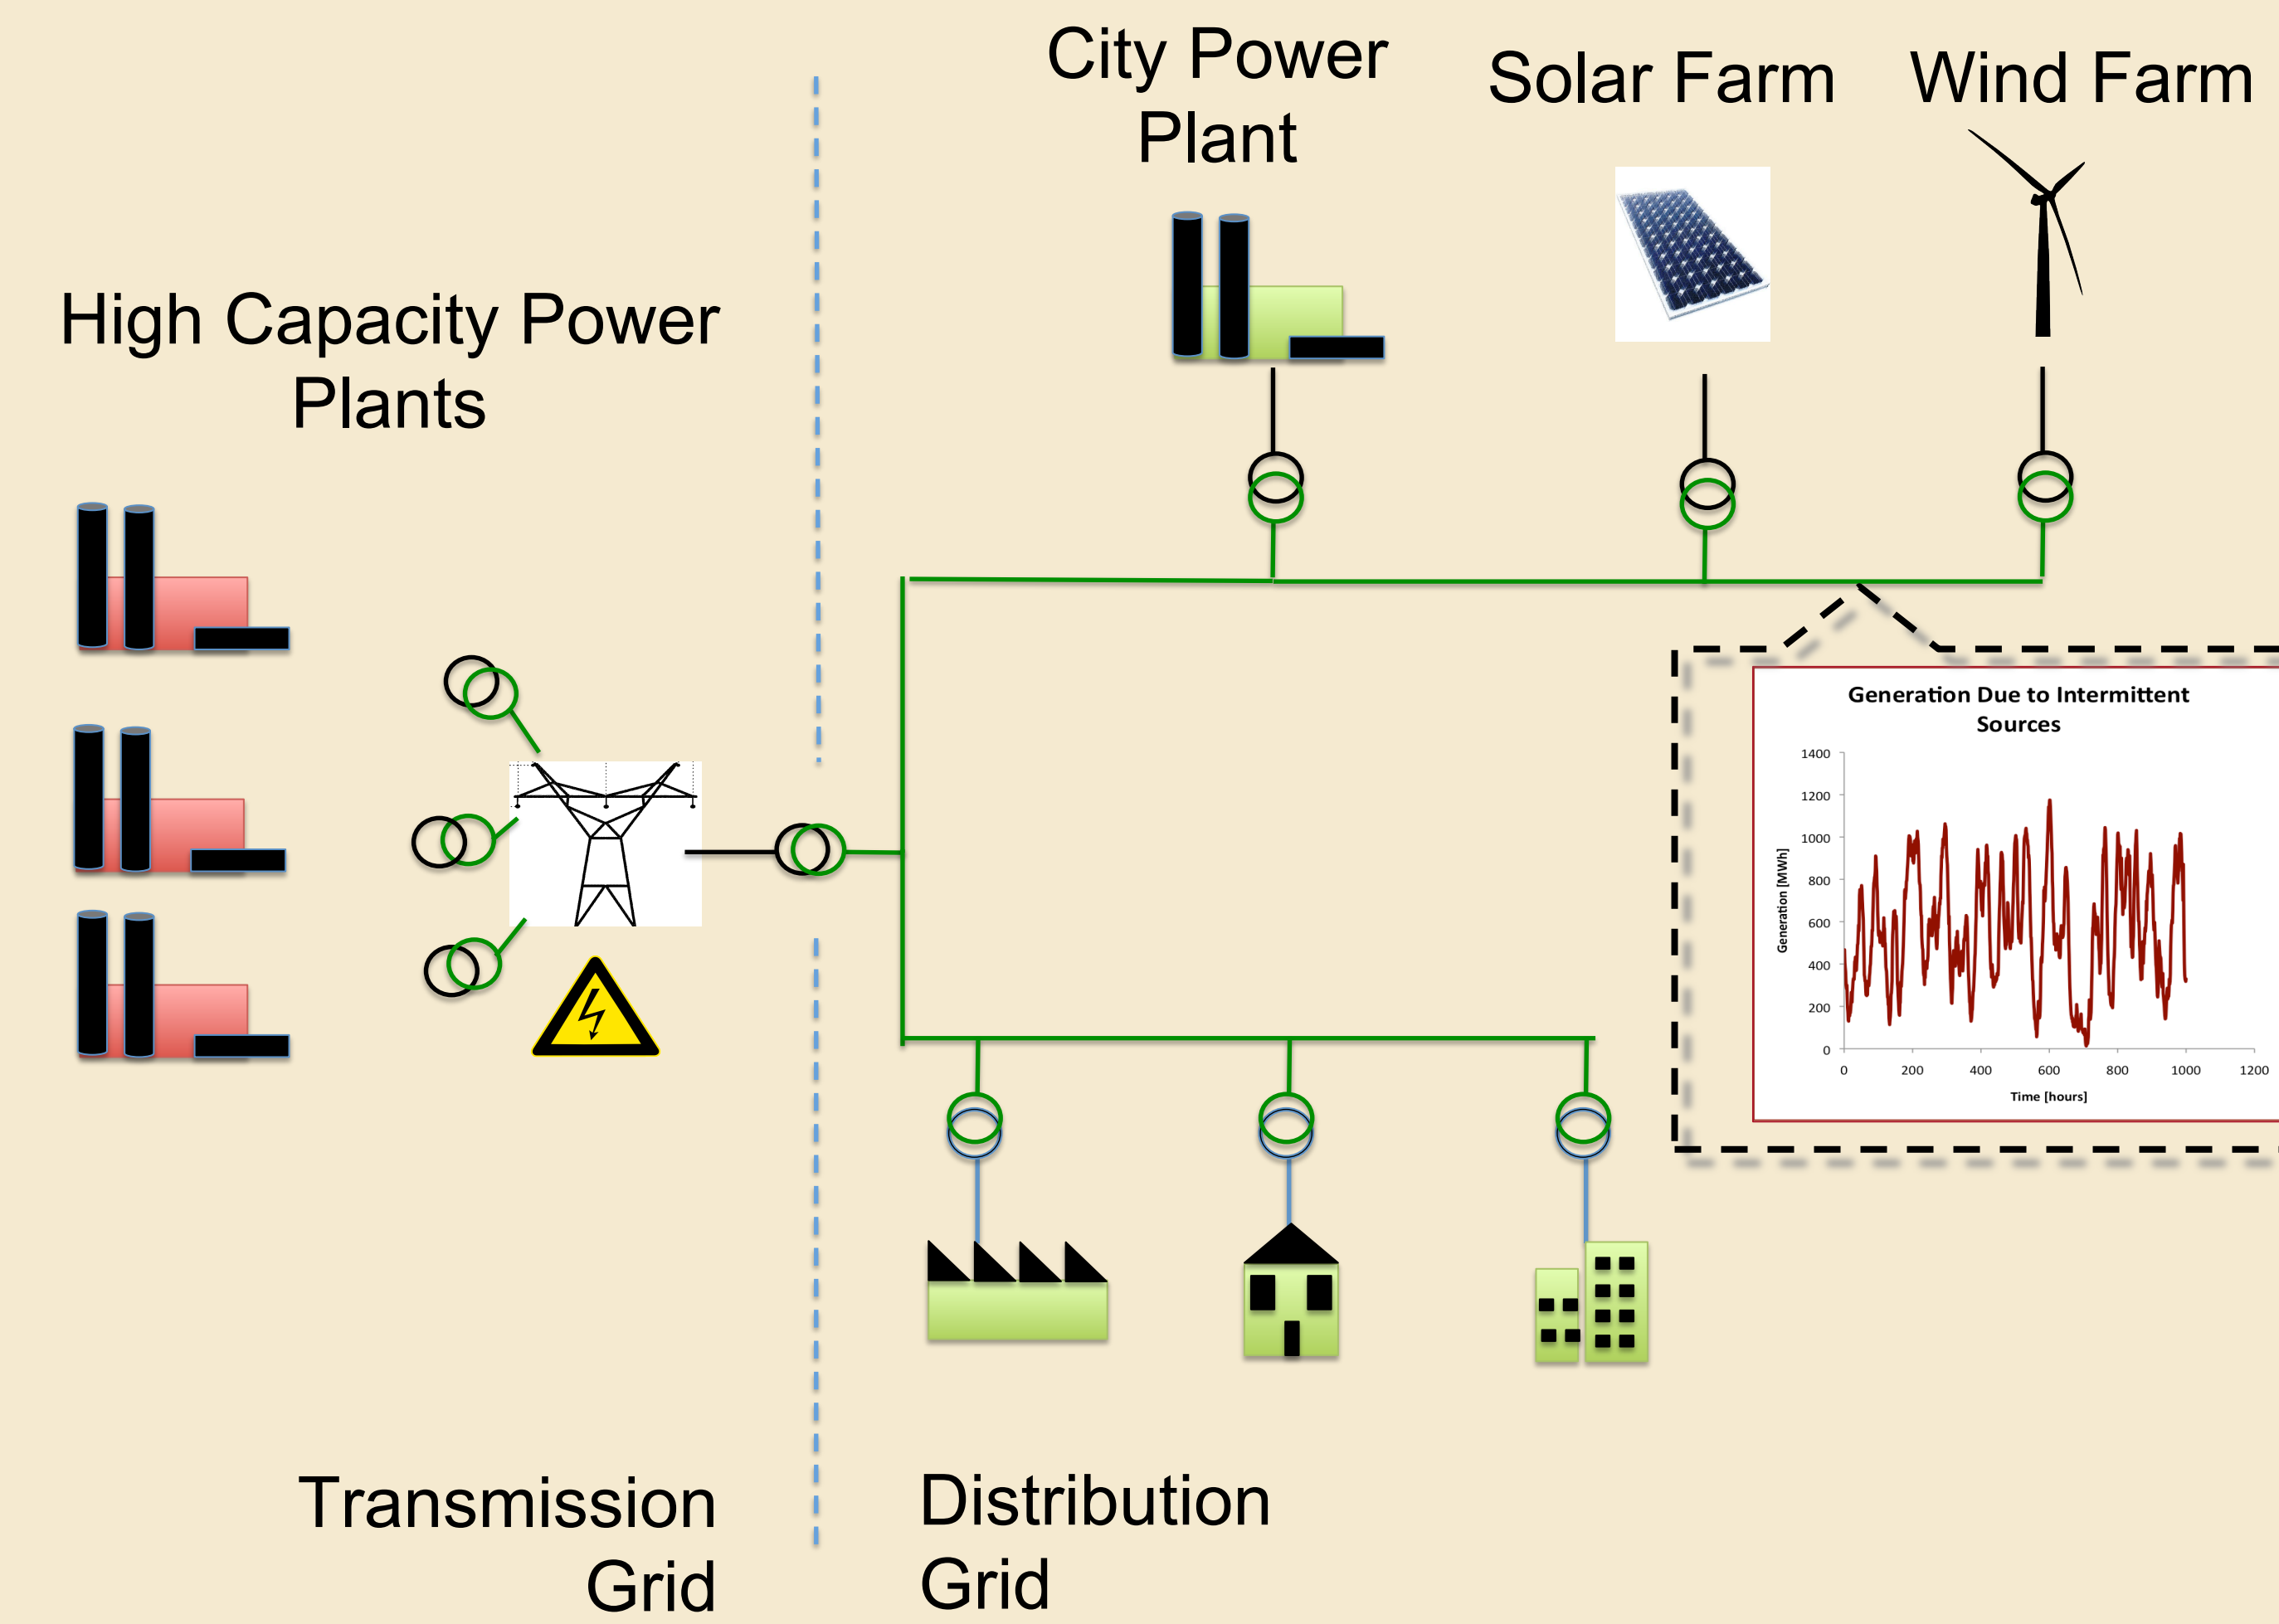 City Power
Plant
Solar Farm
Wind Farm
High Capacity Power
Plants
Generation Due to Intermittent
Sources
1400
1200
1000
800
600
400
200
0
Generation [MWh]
0 200 400 600 800 1000 1200
Time [hours]
Transmission
Grid
Distribution
Grid